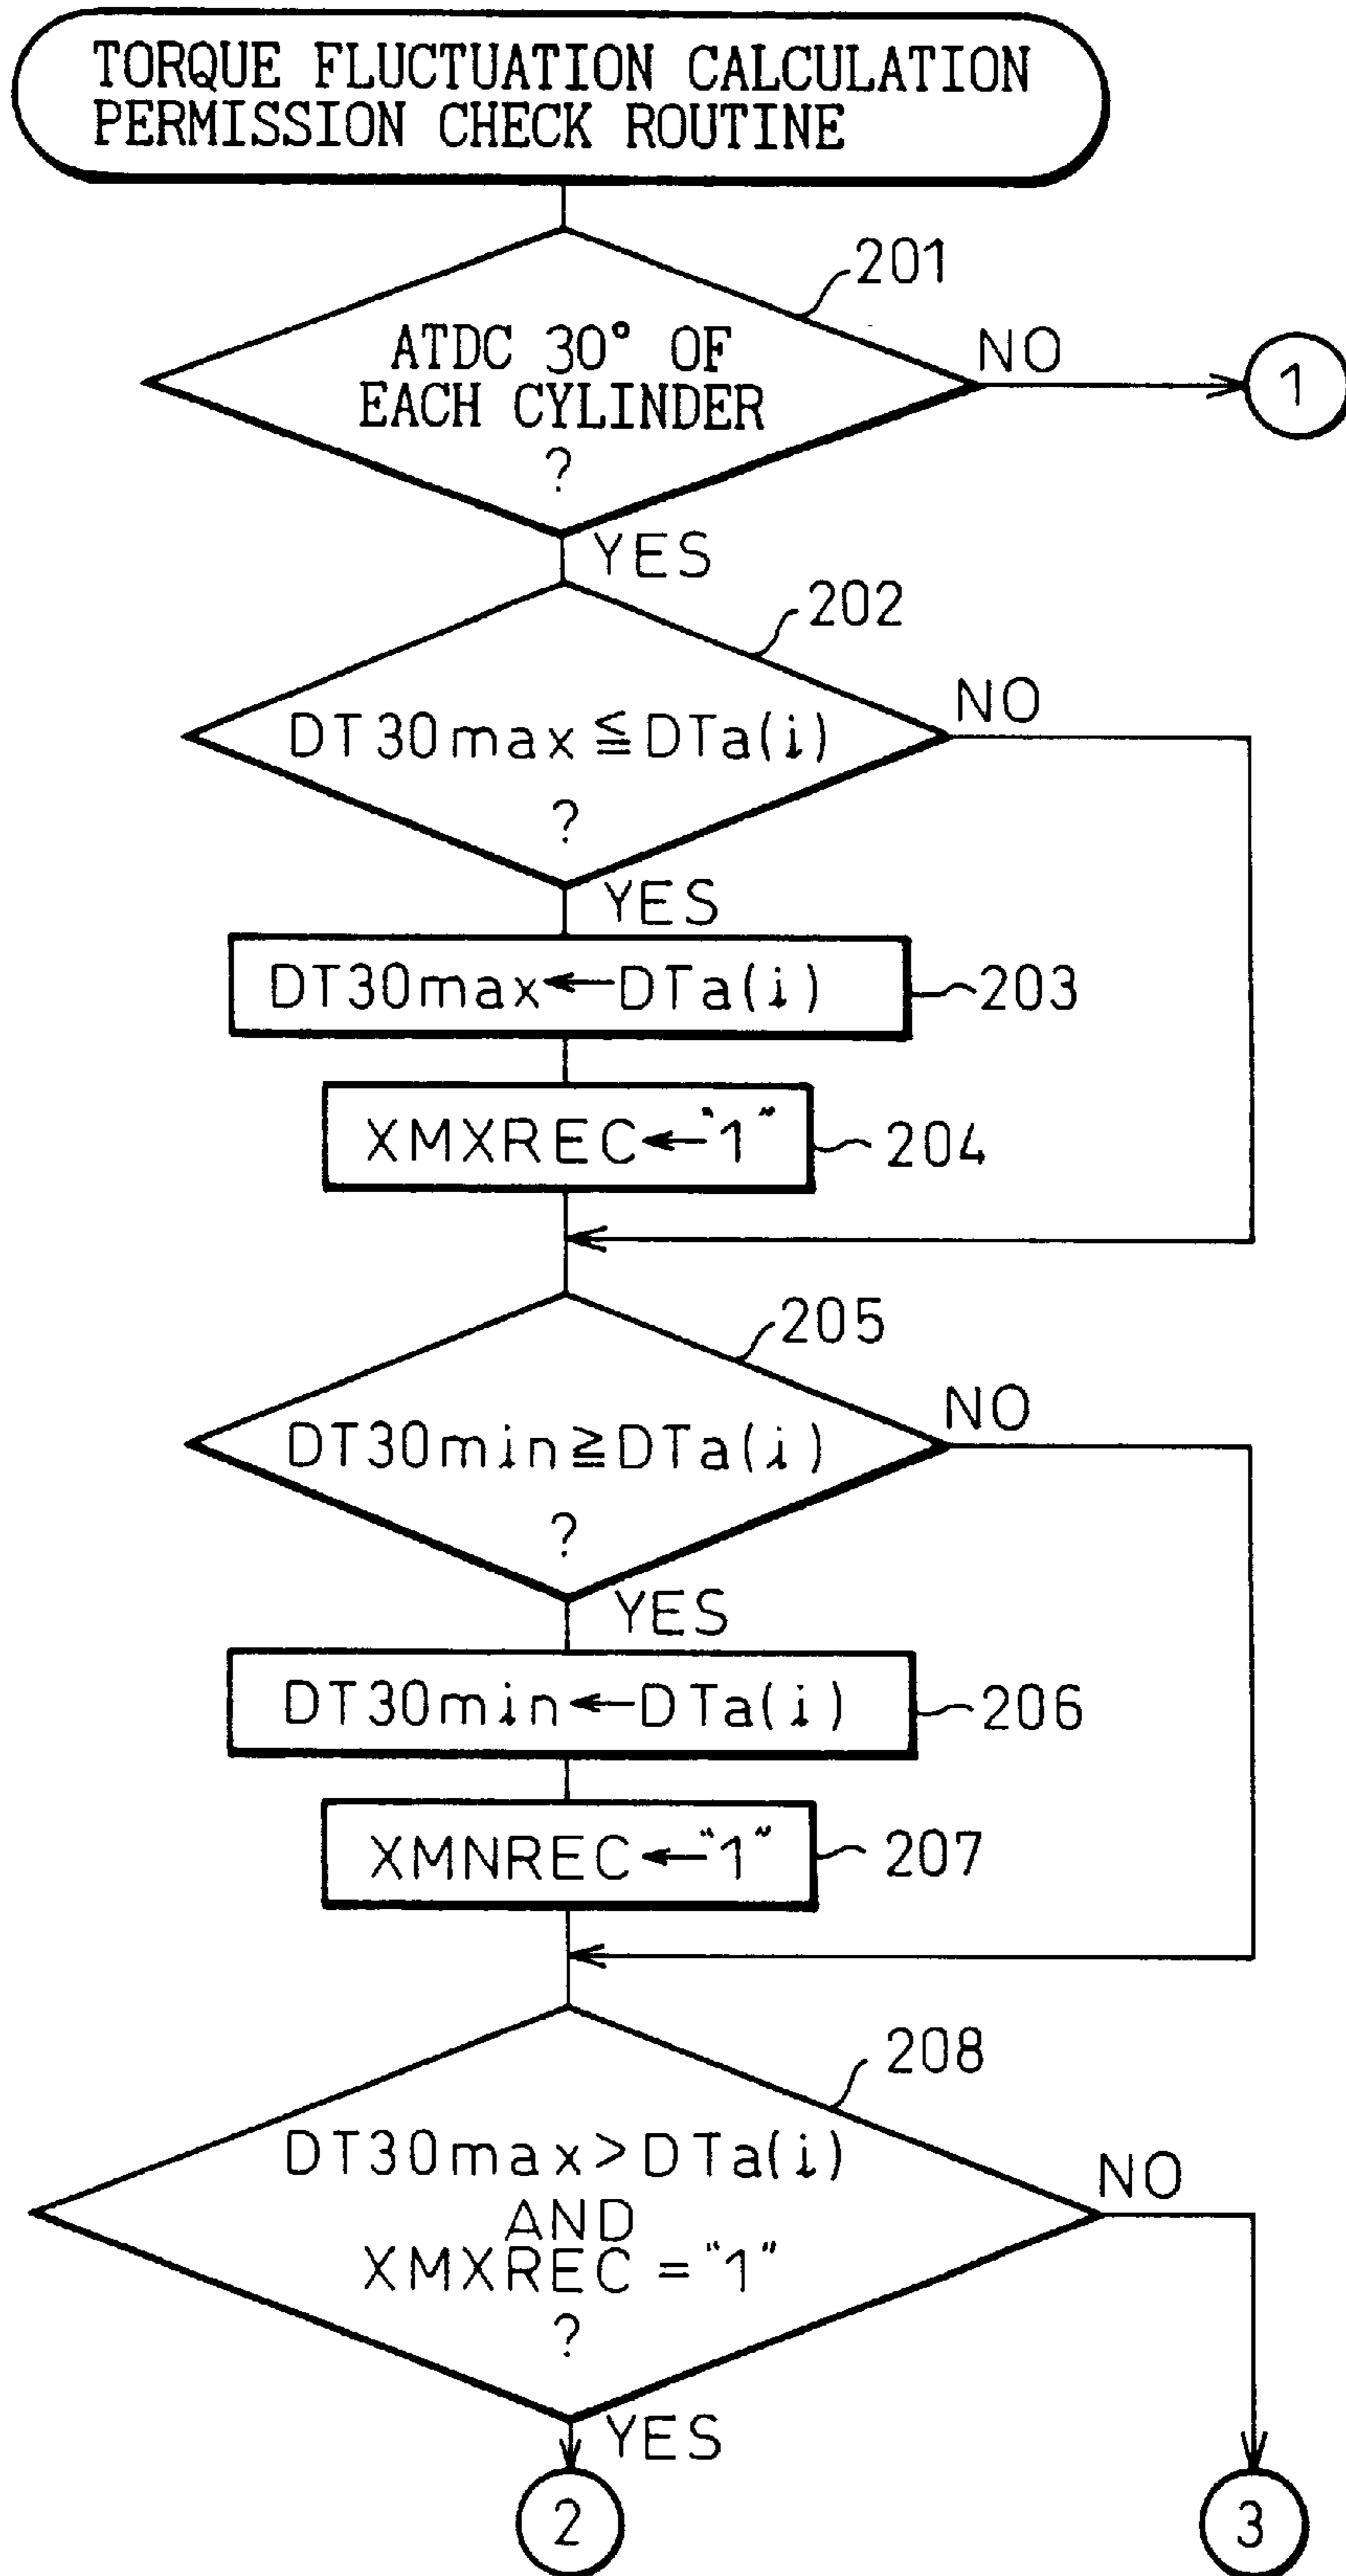 TORQUE FLUCTUATION CALCULATION
PERMISSION CHECK ROUTINE
201
ATDC 30° OF
EACH CYLINDER
?
NO
1
YES
202
DT30max≦DTa(i)
?
NO
YES
DT30max←DTa(i)
203
XMXREC←"1"
204
205
DT30min≧DTa(i)
?
NO
YES
DT30min←DTa(i)
206
XMNREC←"1"
207
208
DT30max>DTa(i)
AND
XMXREC="1"
?
NO
YES
2
3